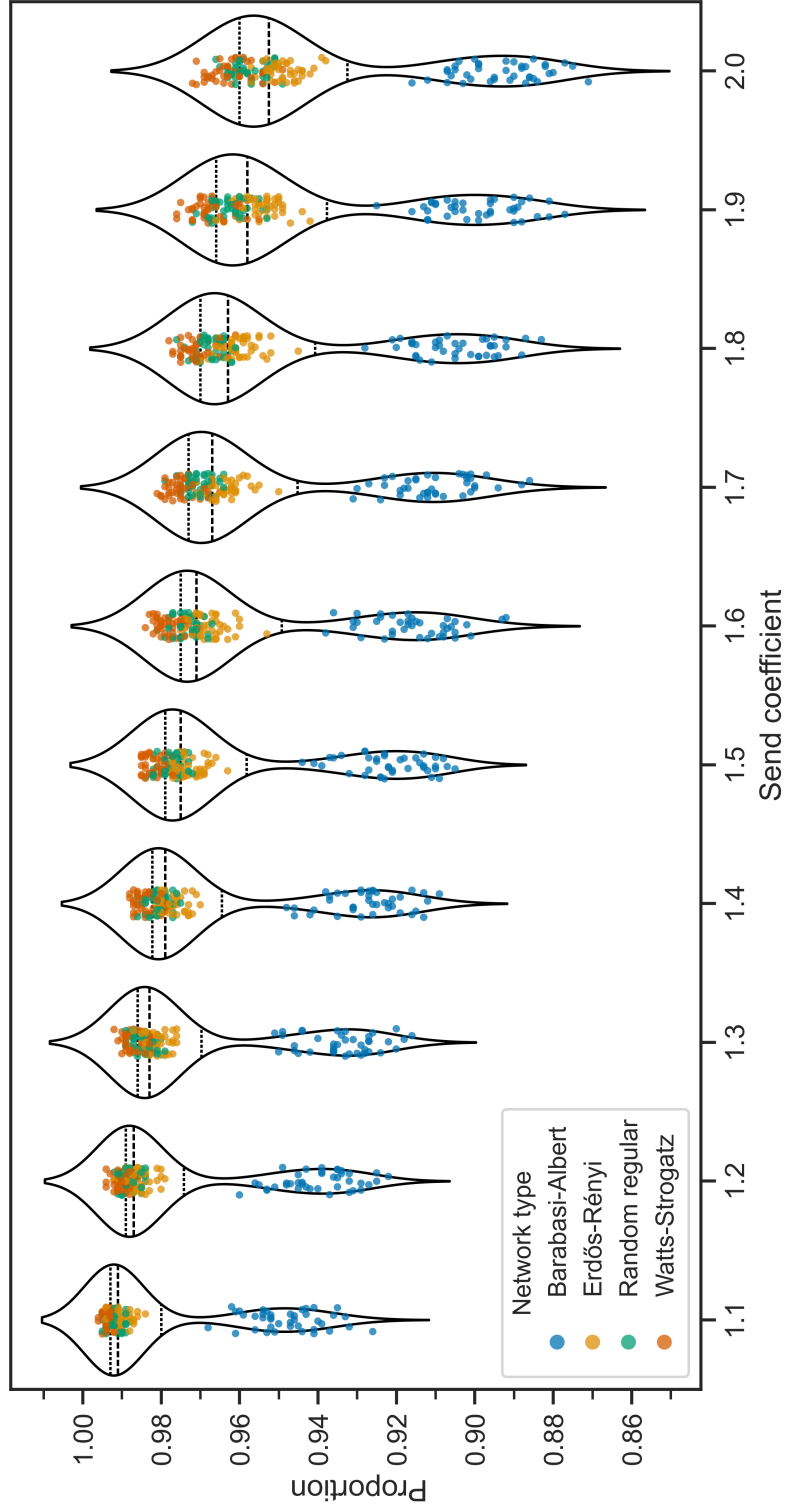 Proportion
1.00
0.98
0.96
0.94
0.92
0.90
0.88
0.86
1.1
1.2
1.3
1.4
1.5
1.6
1.7
1.8
1.9
2.0
Send coefficient
Network type
Barabasi-Albert
Erdős-Rényi
Random regular
Watts-Strogatz